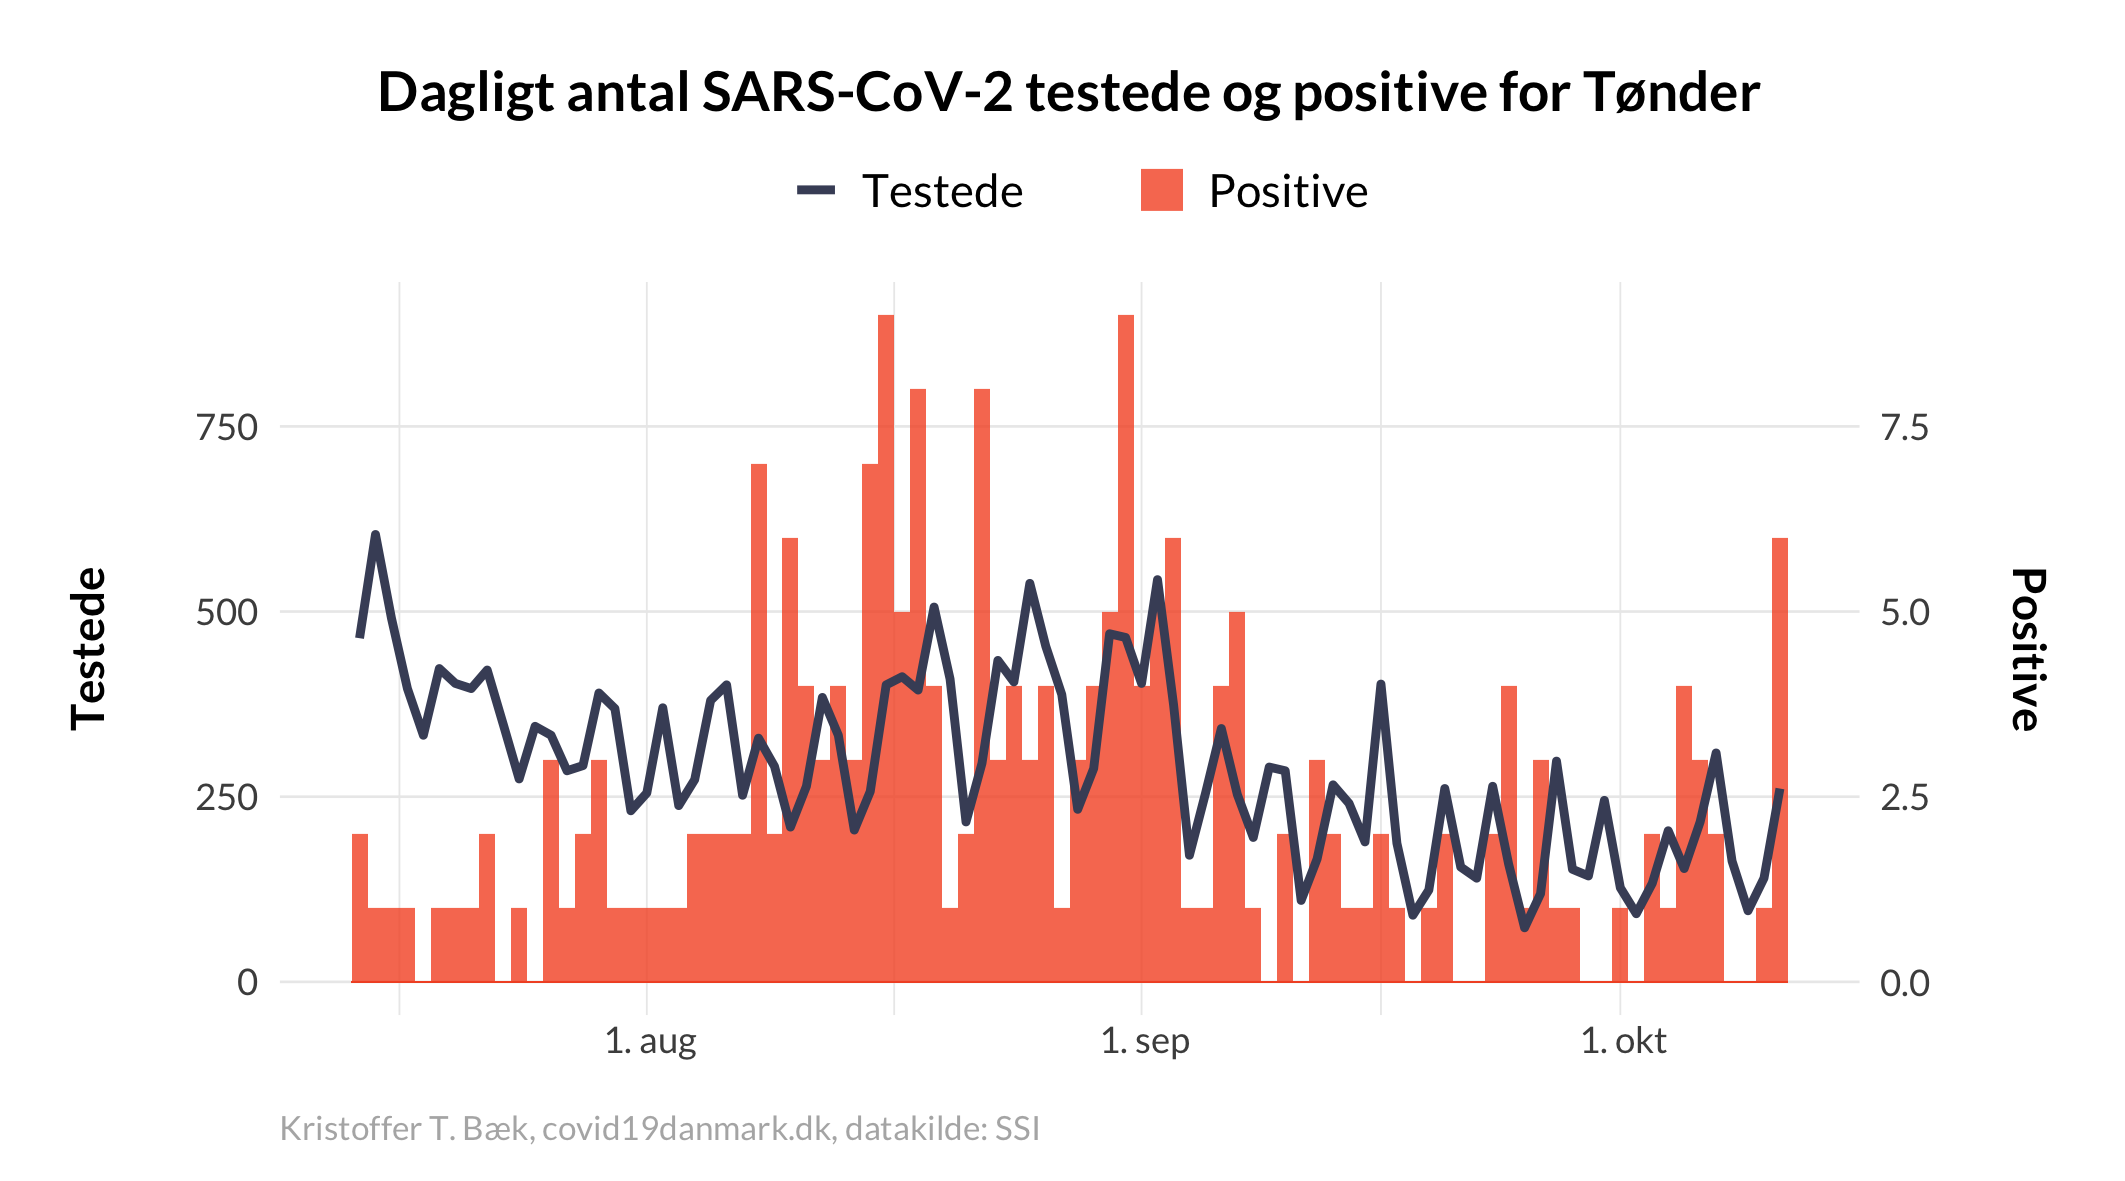 Dagligt antal SARS-CoV-2 testede og positive for Tønder
Testede
Positive
750
500
250
0
Testede
7.5
5.0
2.5
0.0
Positive
1. aug
1. sep
1. okt
Kristoffer T. Bæk, covid19danmark.dk, datakilde: SSI